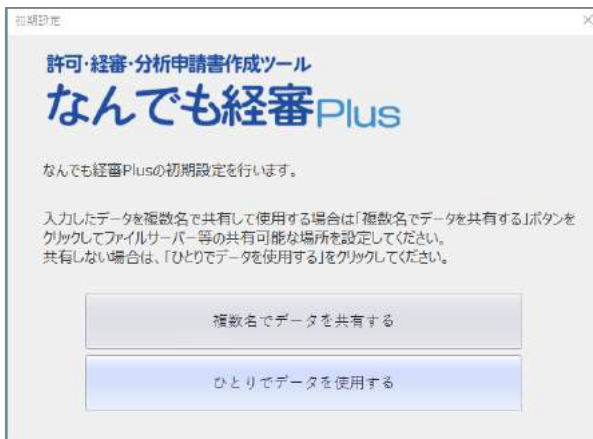 初期設定
許可・経審・分析申請書作成ツール
なんでも経審Plus
なんでも経審Plusの初期設定を行います。
入力したデータを複数名で共有して使用する場合は「複数名でデータを共有する」ボタンを
クリックしてファイルサーバー等の共有可能な場所を設定してください。
共有しない場合は、「ひとりでデータを使用する」をクリックしてください。
複数名でデータを共有する
ひとりでデータを使用する